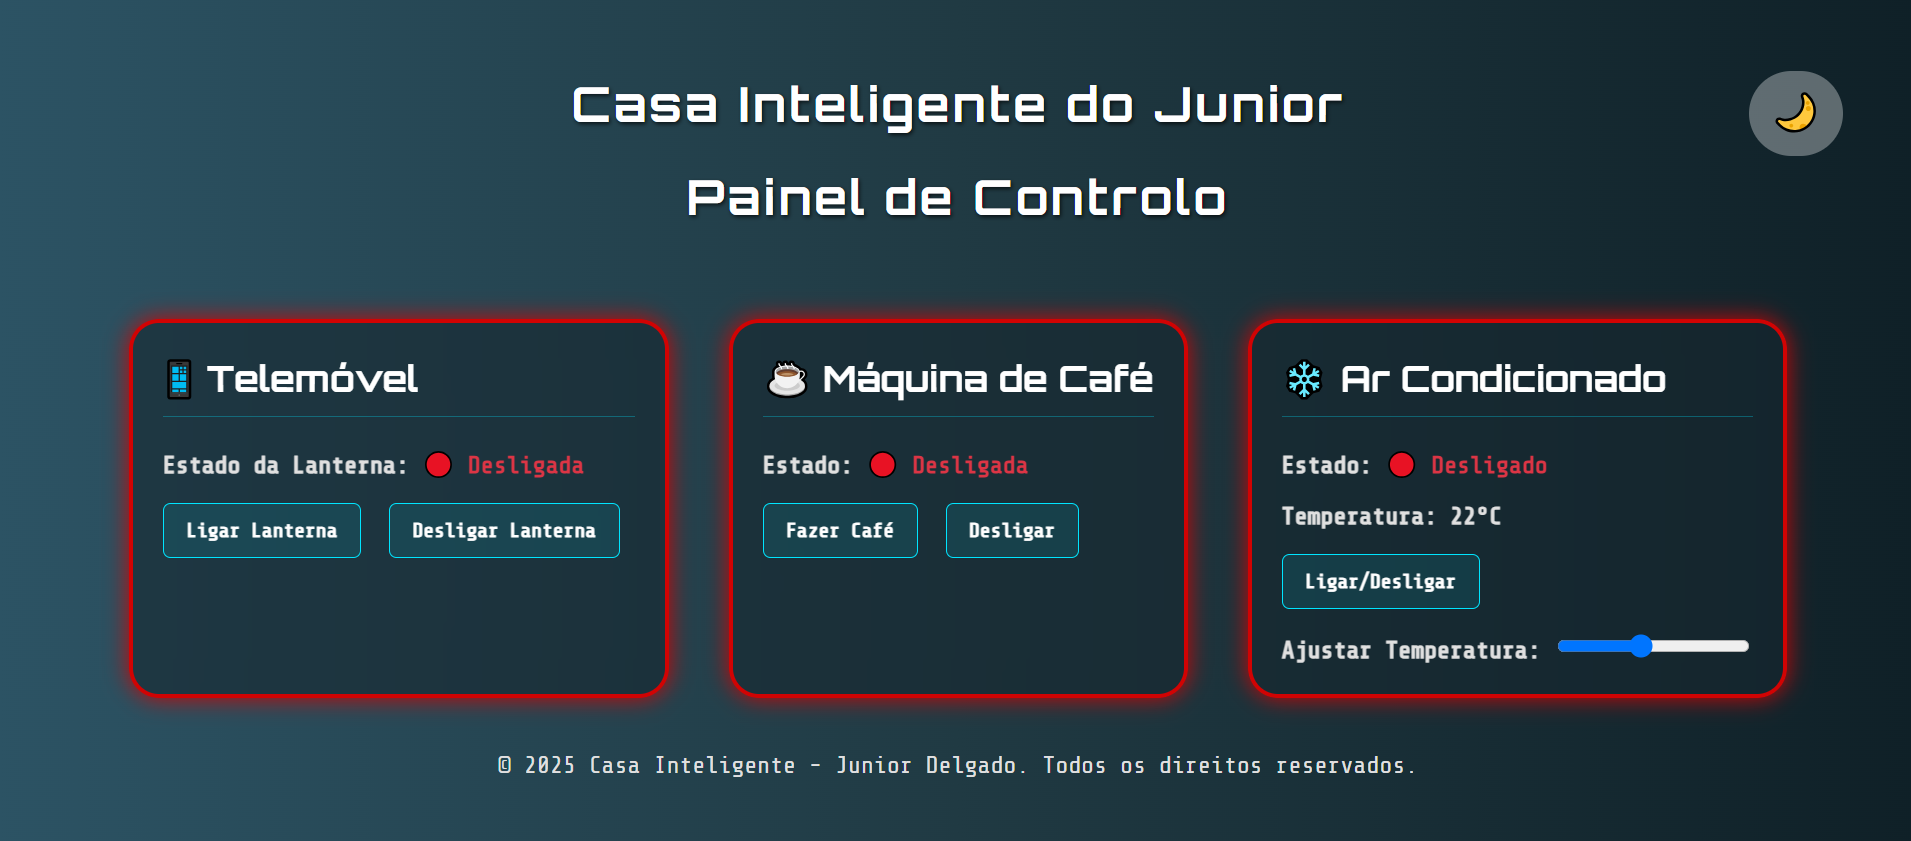 Casa Inteligente do Junior
Painel de Controlo
Telemóvel
Estado da Lanterna: Desligada
Ligar Lanterna
Desligar Lanterna
Máquina de Café
Estado: Desligada
Fazer Café
Desligar
Ar Condicionado
Estado: Desligado
Temperatura: 22°C
Ligar/Desligar
Ajustar Temperatura:
© 2025 Casa Inteligente - Junior Delgado. Todos os direitos reservados.